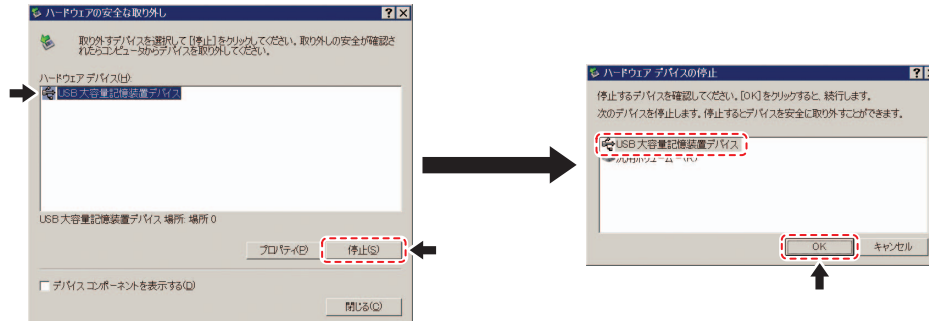 ハードウェアの安全な取り外し
取り外すデバイスを選択して [停止] をクリックしてください。取り外しの安全が確認さ
れたらコンピュータからデバイスを取り外してください。
ハードウェア デバイス(H):
USB 大容量記憶装置デバイス
USB 大容量記憶装置デバイス 場所: 場所 0
プロパティ(P)
停止(S)
デバイス コンポーネントを表示する(D)
閉じる(C)
ハードウェア デバイスの停止
停止するデバイスを確認してください。[OK] をクリックすると、続行します。
次のデバイスを停止します。停止するとデバイスを安全に取り外すことができます。
USB 大容量記憶装置デバイス
汎用ボリューム - (R)
OK
キャンセル